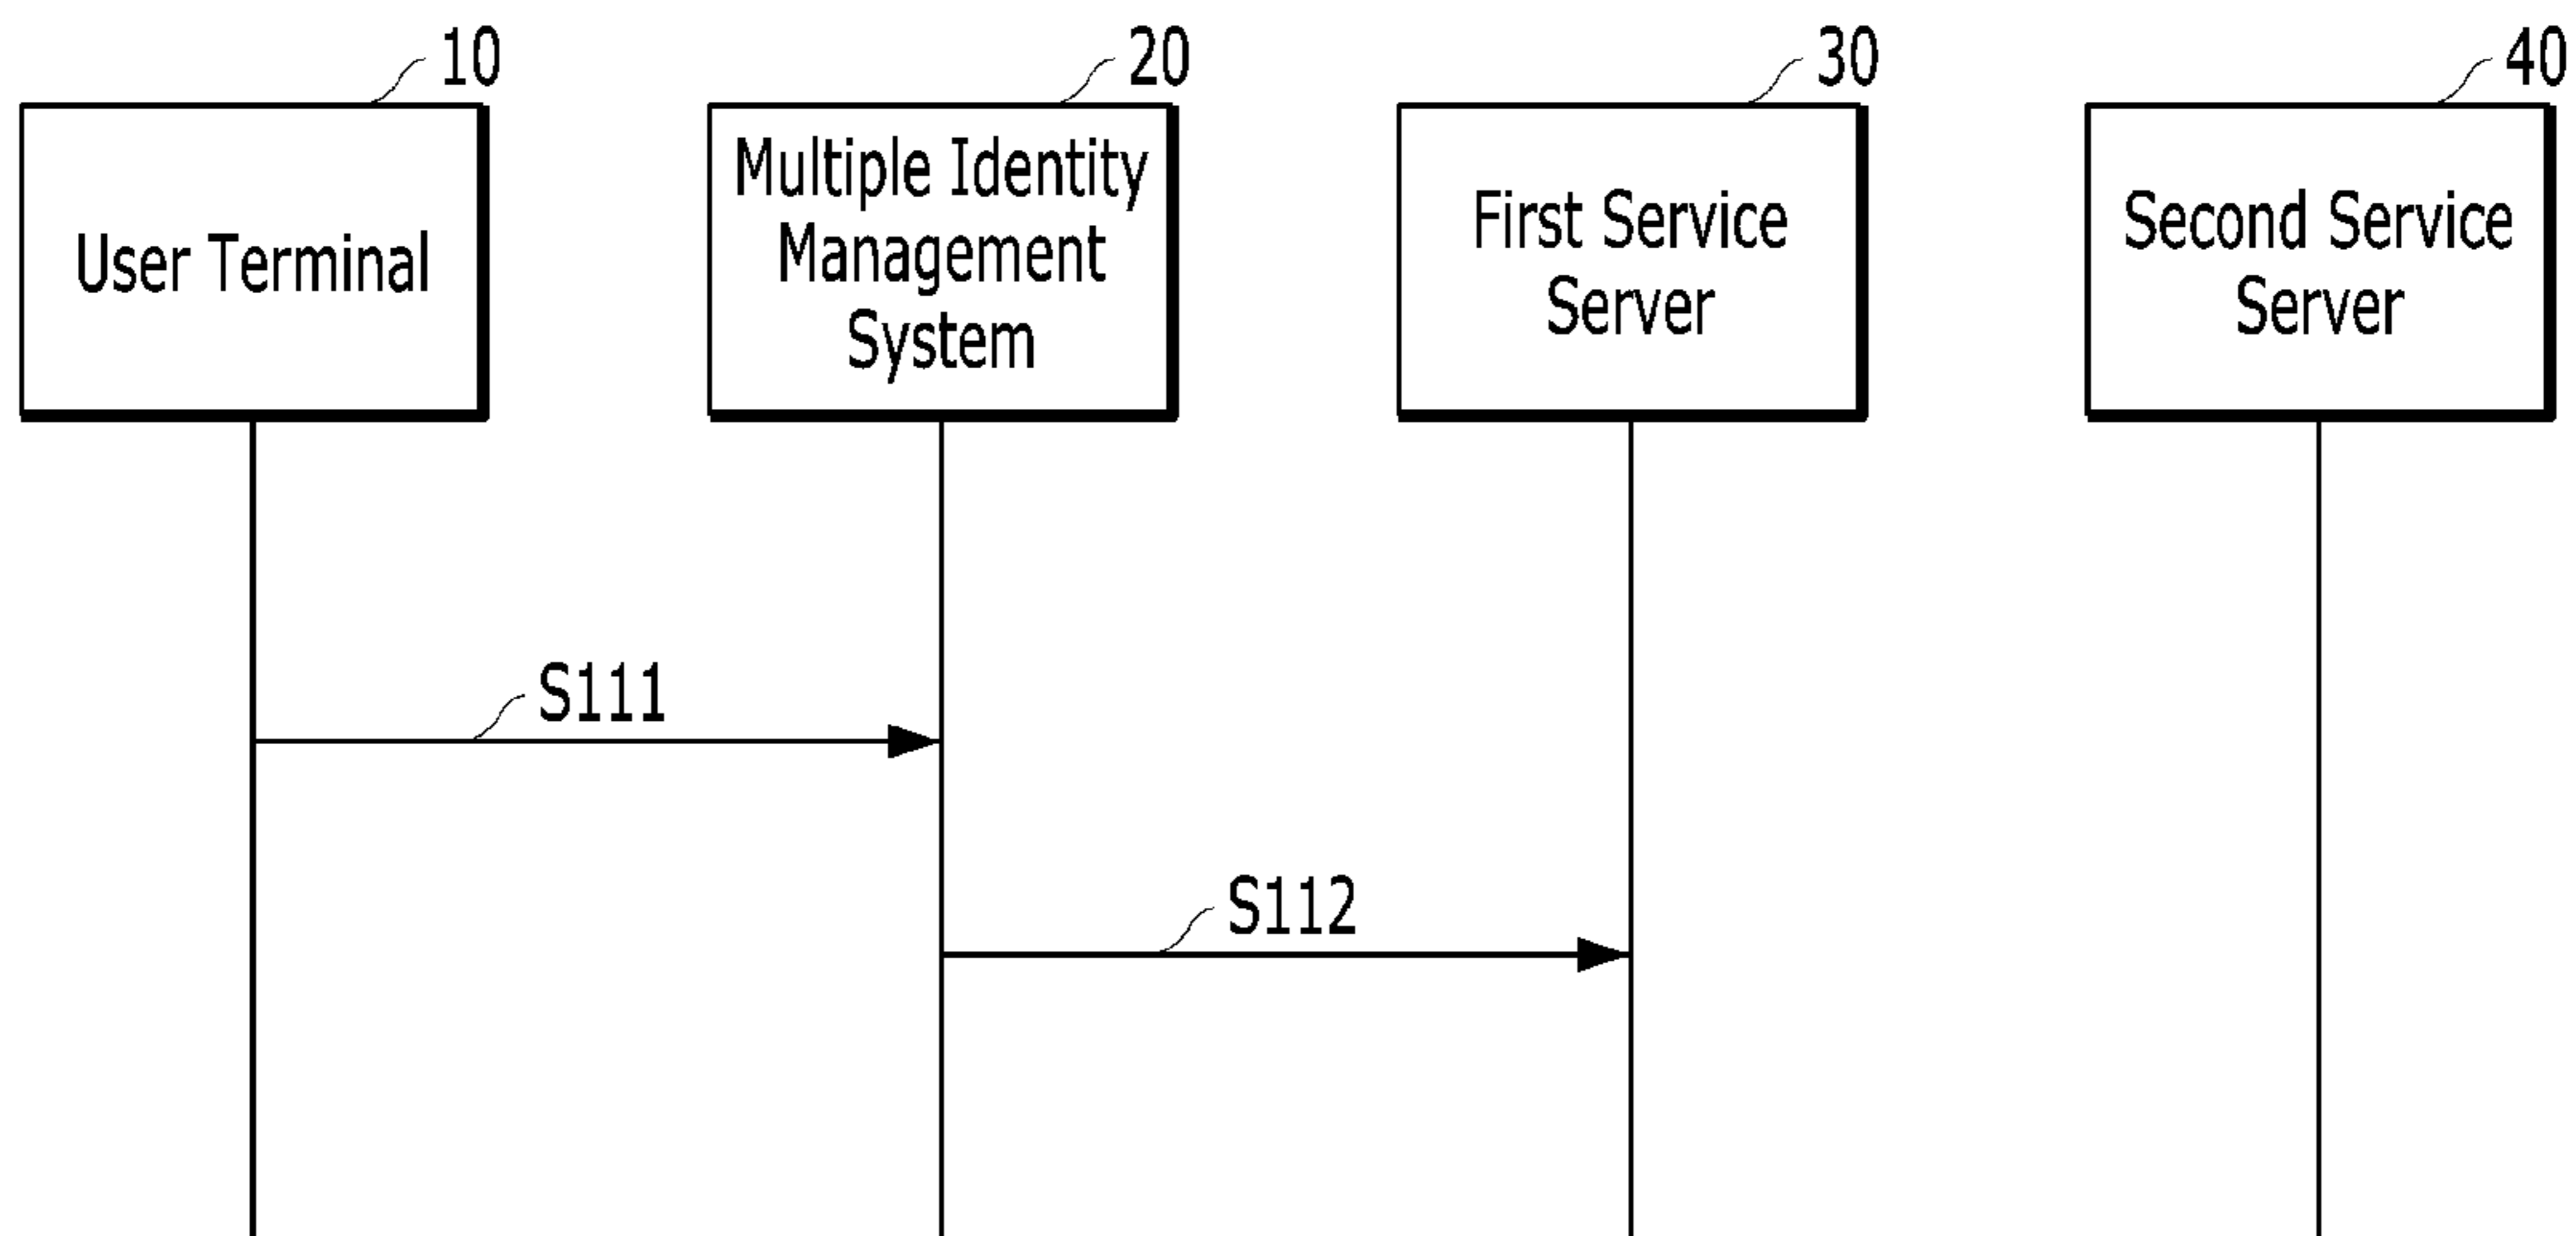 10
20
30
40
User Terminal
Multiple Identity
Management
System
First Service
Server
Second Service
Server
S111
S112